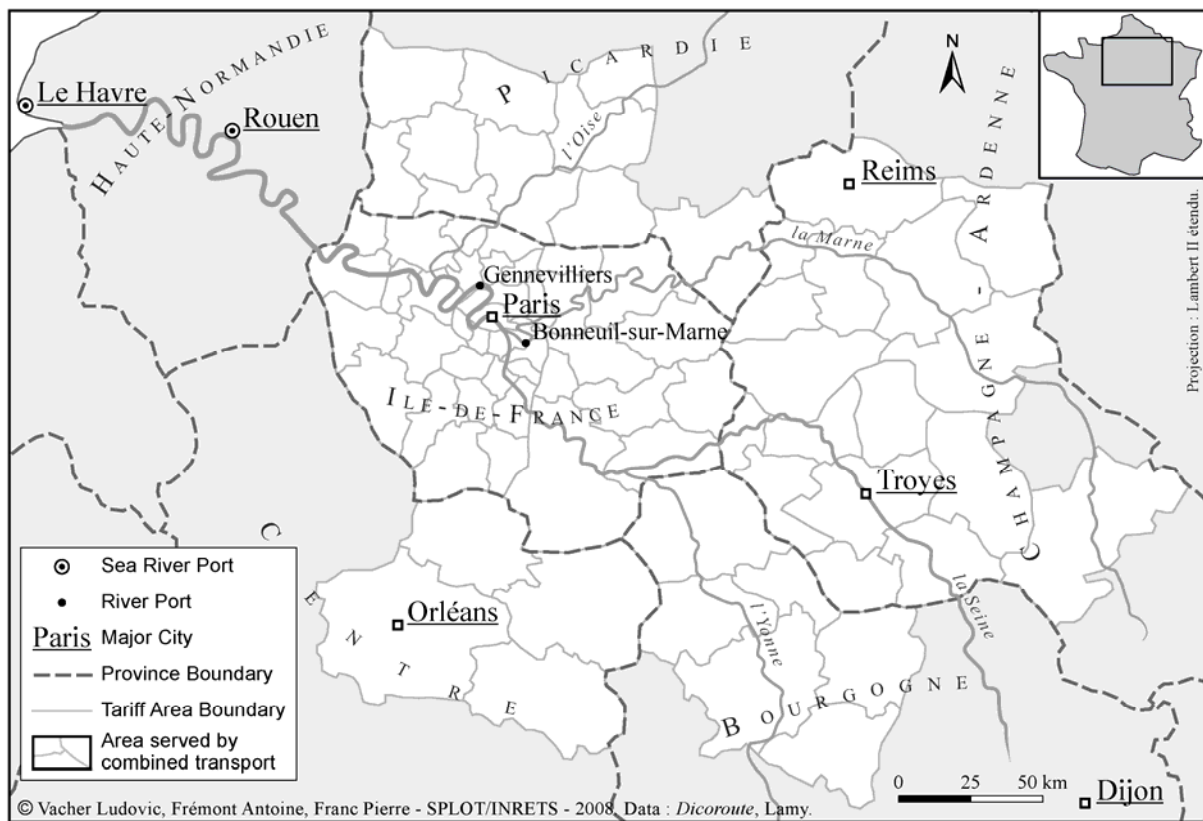 Le Havre
HAUTE-NORMANDIE
Rouen
PICARDIE
l'Oise
N
Reims
CHAMPAGNE-ARDENNE
la Marne
Gennevilliers
Paris
Bonneuil-sur-Marne
ILE-DE-FRANCE
Troyes
la Seine
l'Yonne
Orléans
CENTRE
BOURGOGNE
Dijon
Projection : Lambert II étendu.
Sea River Port
River Port
Paris Major City
Province Boundary
Tariff Area Boundary
Area served by
combined transport
0 25 50 km
© Vacher Ludovic, Frémont Antoine, Franc Pierre - SPLOT/INRETS - 2008, Data : Dicoroute, Lamy.